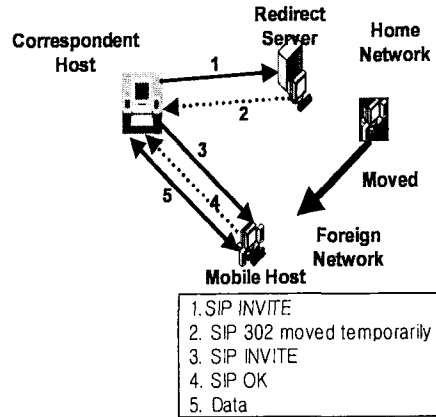 Redirect
Server
Home
Network
Correspondent
Host
1
2
3
4
5
Moved
Foreign
Network
Mobile Host
1.SIP INVITE
2. SIP 302 moved temporarily
3. SIP INVITE
4. SIP OK
5. Data